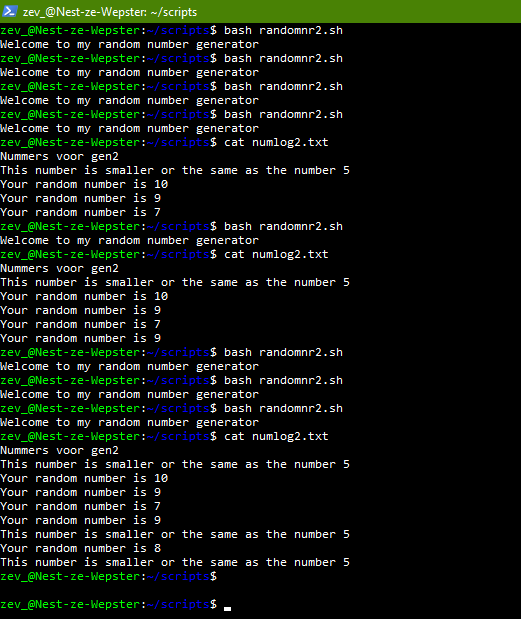 zev_@Nest-ze-Wepster: ~/scripts
zev_@Nest-ze-Wepster:~/scripts$ bash randomnr2.sh
Welcome to my random number generator
zev_@Nest-ze-Wepster:~/scripts$ bash randomnr2.sh
Welcome to my random number generator
zev_@Nest-ze-Wepster:~/scripts$ bash randomnr2.sh
Welcome to my random number generator
zev_@Nest-ze-Wepster:~/scripts$ bash randomnr2.sh
Welcome to my random number generator
zev_@Nest-ze-Wepster:~/scripts$ cat numlog2.txt
Nummers voor gen2
This number is smaller or the same as the number 5
Your random number is 10
Your random number is 9
Your random number is 7
zev_@Nest-ze-Wepster:~/scripts$ bash randomnr2.sh
Welcome to my random number generator
zev_@Nest-ze-Wepster:~/scripts$ cat numlog2.txt
Nummers voor gen2
This number is smaller or the same as the number 5
Your random number is 10
Your random number is 9
Your random number is 7
Your random number is 9
zev_@Nest-ze-Wepster:~/scripts$ bash randomnr2.sh
Welcome to my random number generator
zev_@Nest-ze-Wepster:~/scripts$ bash randomnr2.sh
Welcome to my random number generator
zev_@Nest-ze-Wepster:~/scripts$ bash randomnr2.sh
Welcome to my random number generator
zev_@Nest-ze-Wepster:~/scripts$ cat numlog2.txt
Nummers voor gen2
This number is smaller or the same as the number 5
Your random number is 10
Your random number is 9
Your random number is 7
Your random number is 9
This number is smaller or the same as the number 5
Your random number is 8
This number is smaller or the same as the number 5
zev_@Nest-ze-Wepster:~/scripts$
zev_@Nest-ze-Wepster:~/scripts$